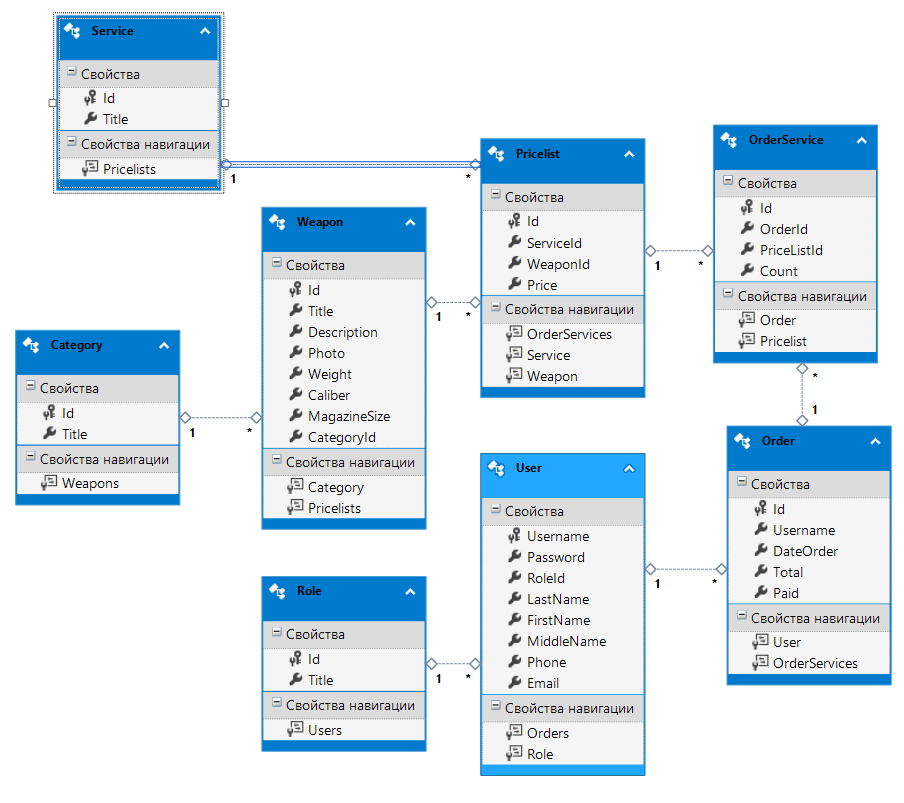 Service
Свойства
Id
Title
Свойства навигации
Pricelists
1
*
Pricelist
Свойства
Id
ServiceId
WeaponId
Price
Свойства навигации
OrderServices
Service
Weapon
1
*
OrderService
Свойства
Id
OrderId
PriceListId
Count
Свойства навигации
Order
Pricelist
*
1
Weapon
Свойства
Id
Title
Description
Photo
Weight
Caliber
MagazineSize
CategoryId
Свойства навигации
Category
Pricelists
1
*
Category
Свойства
Id
Title
Свойства навигации
Weapons
1
*
User
Свойства
Username
Password
RoleId
LastName
FirstName
MiddleName
Phone
Email
Свойства навигации
Orders
Role
1
*
Order
Свойства
Id
Username
DateOrder
Total
Paid
Свойства навигации
User
OrderServices
Role
Свойства
Id
Title
Свойства навигации
Users
1
*